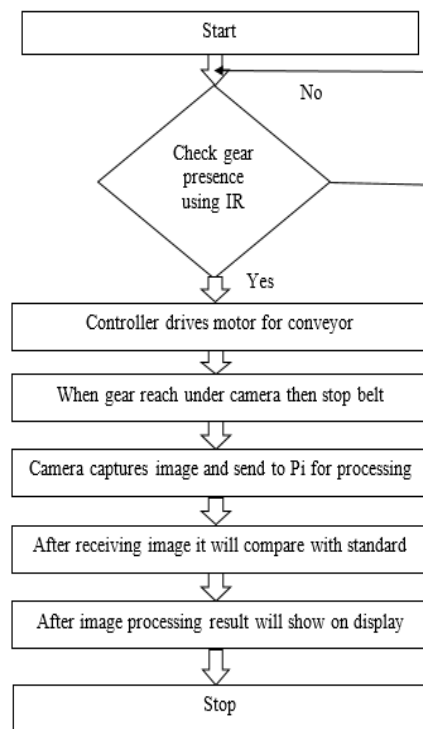 Start
No
Check gear
presence
using IR
Yes
Controller drives motor for conveyor
When gear reach under camera then stop belt
Camera captures image and send to Pi for processing
After receiving image it will compare with standard
After image processing result will show on display
Stop